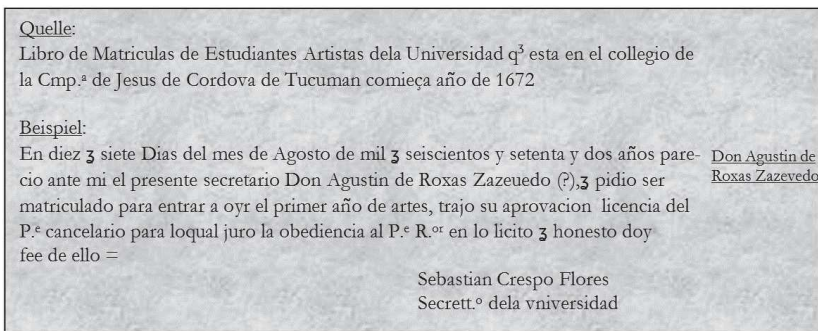 Quelle:
Libro de Matriculas de Estudiantes Artistas dela Universidad qꝫ esta en el collegio de
la Cmp.ª de Jesus de Cordova de Tucuman comieça año de 1672
Beispiel:
En diez ꝫ siete Dias del mes de Agosto de mil ꝫ seiscientos y setenta y dos años pare-
cio ante mi el presente secretario Don Agustin de Roxas Zazeuedo (?),ꝫ pidio ser
matriculado para entrar a oyr el primer año de artes, trajo su aprovacion licencia del
P.ᵉ cancelario para loqual juro la obediencia al P.ᵉ R.ᵒʳ en lo licito ꝫ honesto doy
fee de ello =
Don Agustin de
Roxas Zazevedo
Sebastian Crespo Flores
Secrett.º dela vniversidad